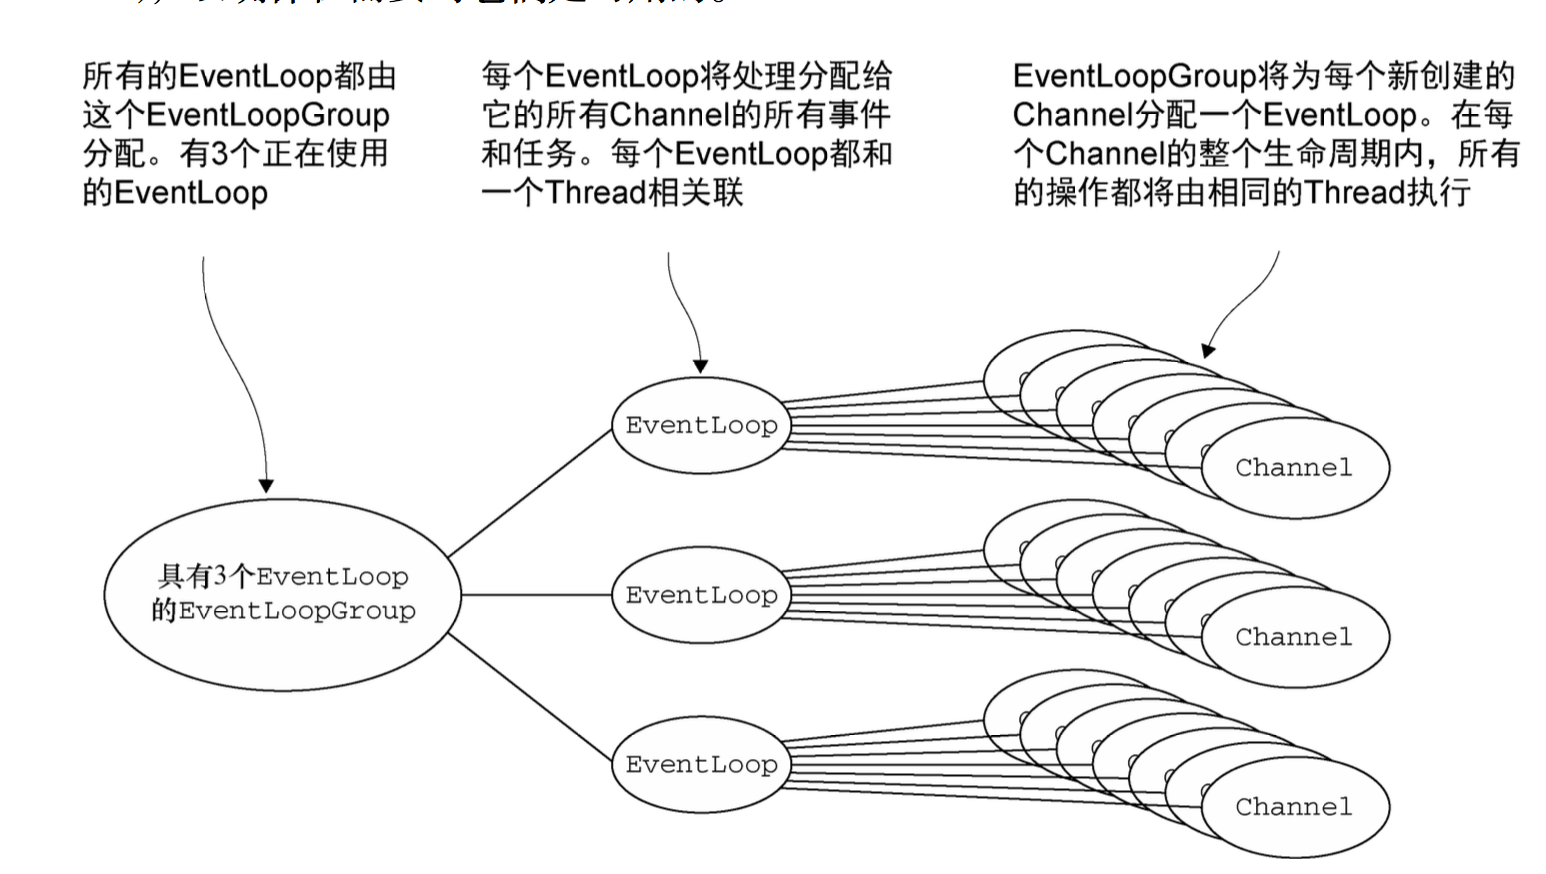 所有的EventLoop都由
这个EventLoopGroup
分配。有3个正在使用
的EventLoop
每个EventLoop将处理分配给
它的所有Channel的所有事件
和任务。每个EventLoop都和
一个Thread相关联
EventLoopGroup将为每个新创建的
Channel分配一个EventLoop。在每
个Channel的整个生命周期内，所有
的操作都将由相同的Thread执行
EventLoop
Channel
具有3个EventLoop
的EventLoopGroup
EventLoop
Channel
EventLoop
Channel